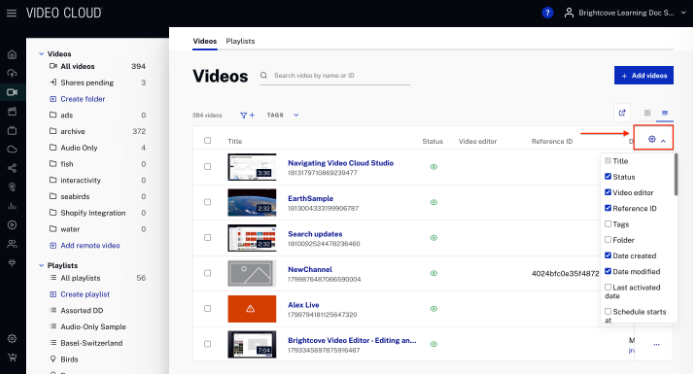 VIDEO CLOUD
? Brightcove Learning Doc S...
Videos
All videos 394
Shares pending 3
Create folder
ads 0
archive 372
Audio Only 4
fish 0
interactivity 0
seabirds 0
Shopify Integration 0
water 0
Add remote video
Playlists
All playlists 56
Create playlist
Assorted DD
Audio-Only Sample
Basel-Switzerland
Birds
Videos Playlists
Videos
Search video by name or ID
+ Add videos
394 videos
TAGS
Title Status Video editor Reference ID D
3:36
Navigating Video Cloud Studio
1813179710869239477
2:32
EarthSample
1813004333199906787
2:32
Search updates
1810092524478236460
NewChannel
1799876487066590004
4024bfc0e35f4872
Alex Live
1799794181125647320
7:04
Brightcove Video Editor - Editing an...
1793345697875916467
M
jra
...
Title
Status
Video editor
Reference ID
Tags
Folder
Date created
Date modified
Last activated
date
Schedule starts
at